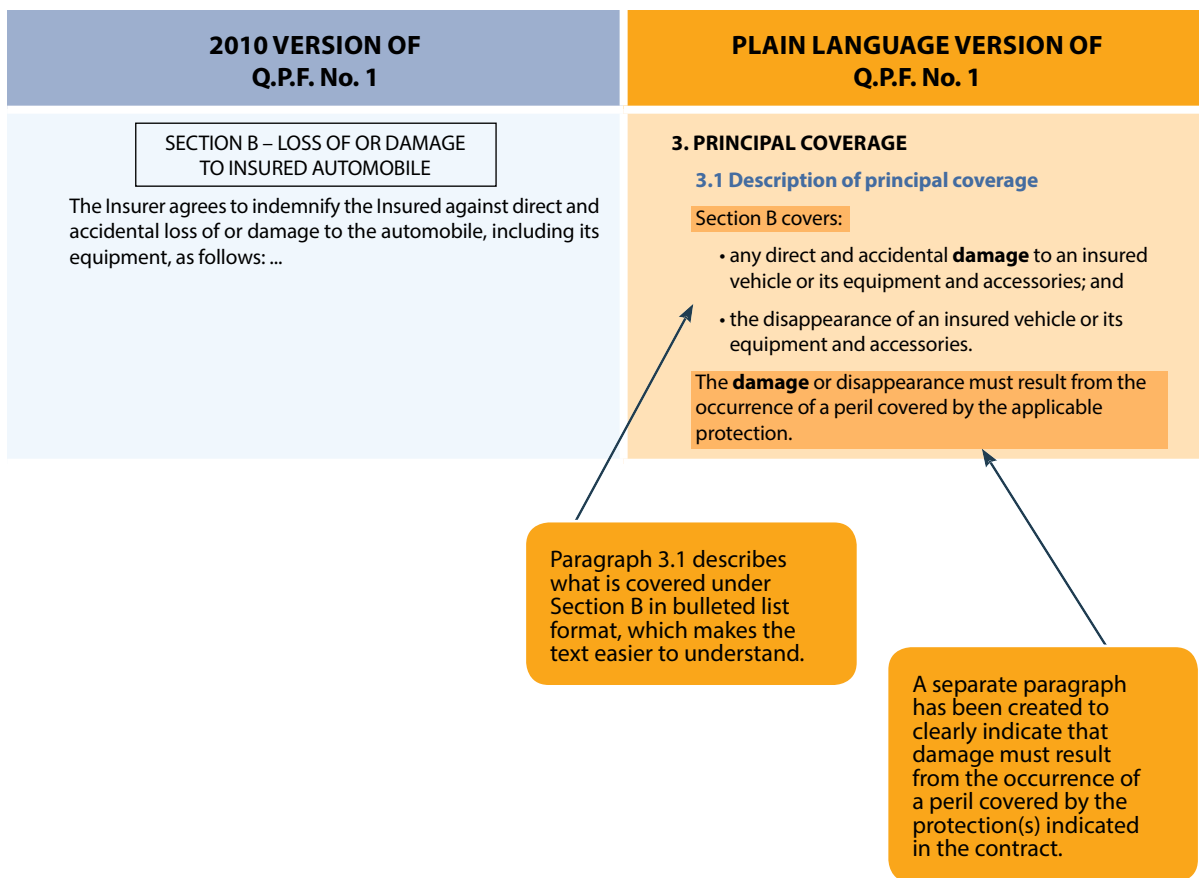 2010 VERSION OF
Q.P.F. No. 1
PLAIN LANGUAGE VERSION OF
Q.P.F. No. 1
SECTION B – LOSS OF OR DAMAGE
TO INSURED AUTOMOBILE
The Insurer agrees to indemnify the Insured against direct and
accidental loss of or damage to the automobile, including its
equipment, as follows: ...
3. PRINCIPAL COVERAGE
3.1 Description of principal coverage
Section B covers:
• any direct and accidental damage to an insured
vehicle or its equipment and accessories; and
• the disappearance of an insured vehicle or its
equipment and accessories.
The damage or disappearance must result from the
occurrence of a peril covered by the applicable
protection.
Paragraph 3.1 describes
what is covered under
Section B in bulleted list
format, which makes the
text easier to understand.
A separate paragraph
has been created to
clearly indicate that
damage must result
from the occurrence of
a peril covered by the
protection(s) indicated
in the contract.